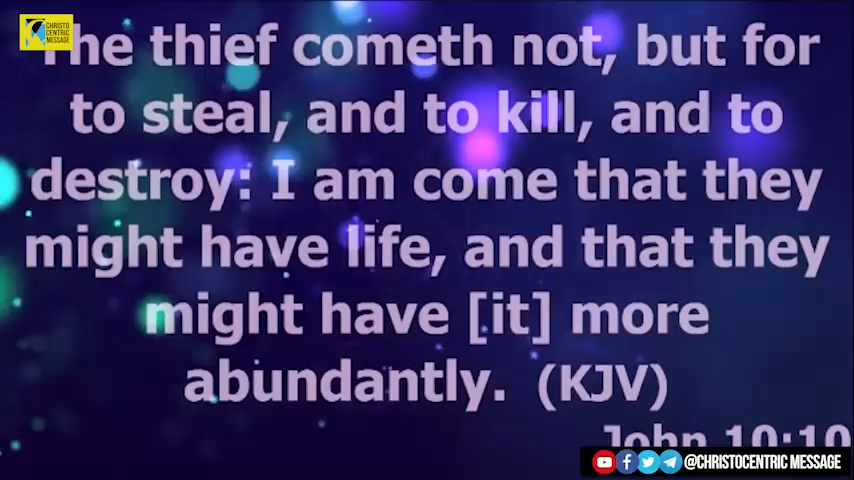 CHRISTO
CENTRIC
MESSAGE
The thief cometh not, but for
to steal, and to kill, and to
destroy: I am come that they
might have life, and that they
might have [it] more
abundantly. (KJV)
John 10:10
@CHRISTOCENTRIC MESSAGE